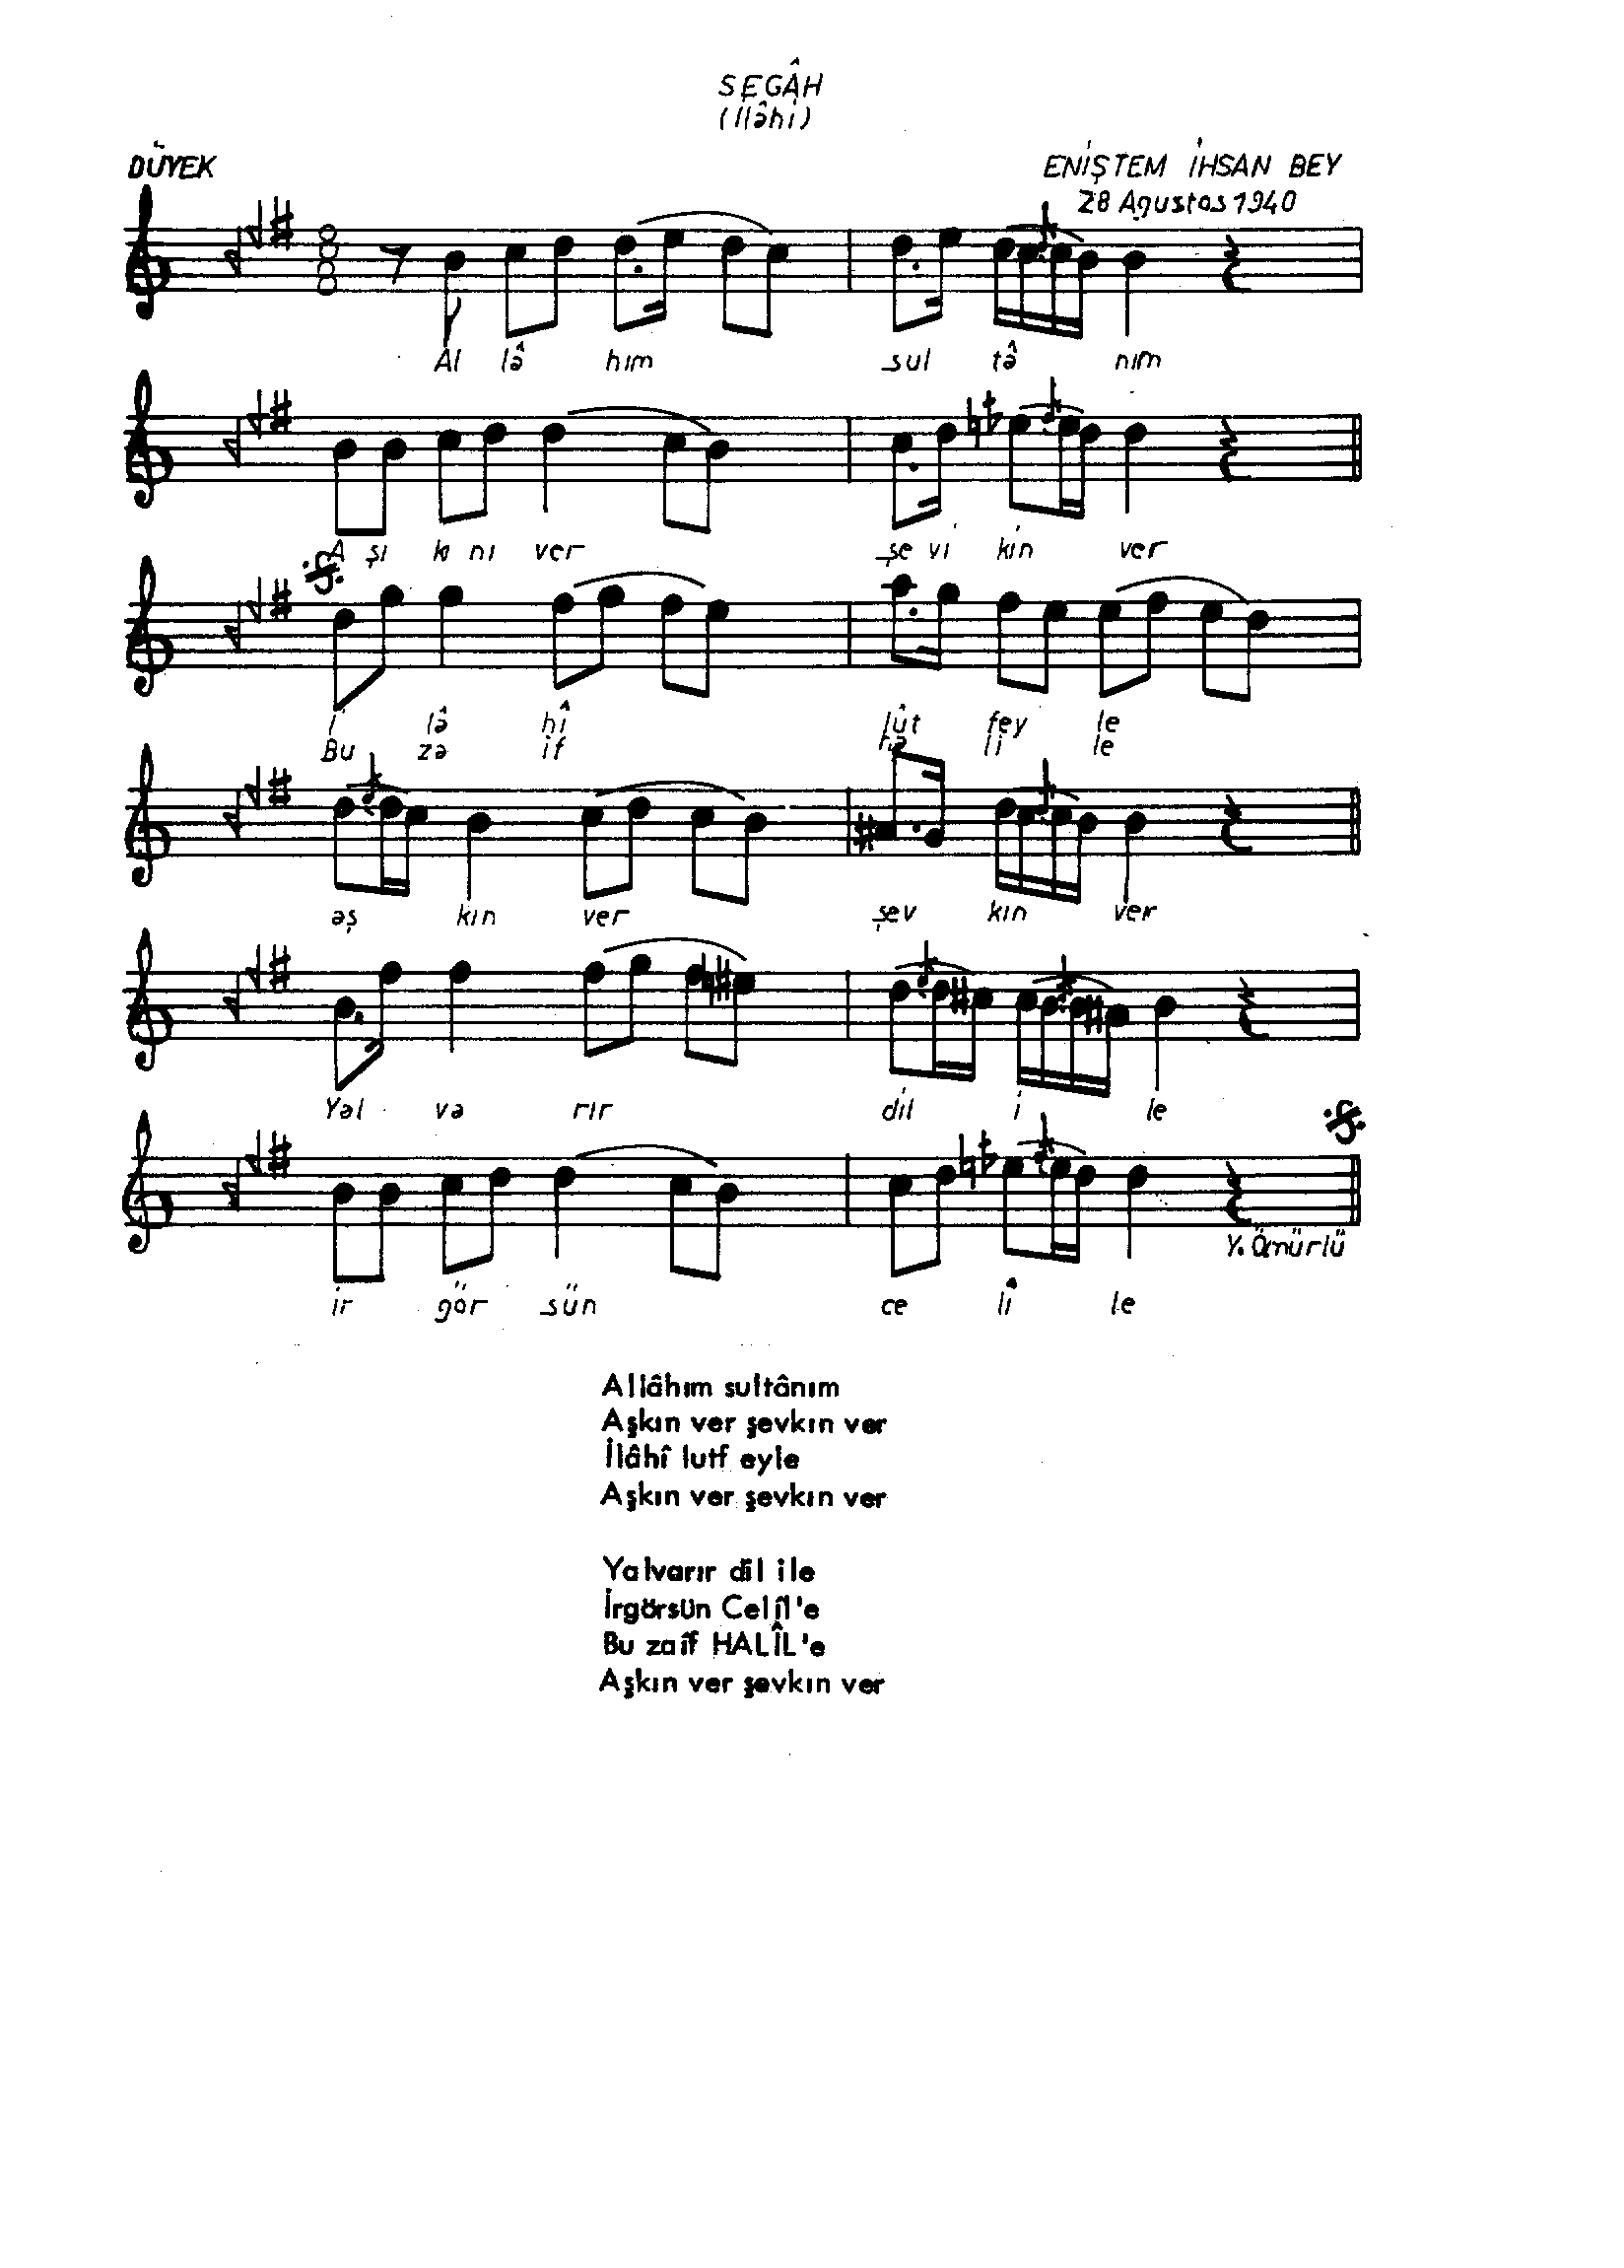 SEGÂH
(İlâhi)
DÜYEK
ENİŞTEM İHSAN BEY
28 Agustos 1940
Al lâ hım sul tâ nım
A şı kı nı ver şe vi kin ver
i lâ hî lût fey le
Bu za if ha li le
aş kın ver şev kın ver
Yal va rır dil i le
ir gör sün ce lî le
Y. Ömürlü
Allâhım sultânım
Aşkın ver şevkın ver
İlâhî lutf eyle
Aşkın ver şevkın ver
Yalvarır dil ile
İrgörsün Celîl'e
Bu zaîf HALÎL'e
Aşkın ver şevkın ver